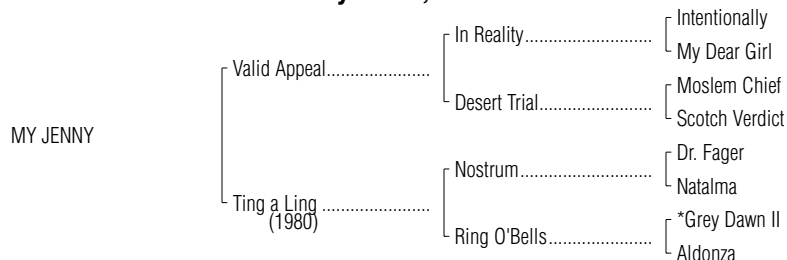 Intentionally
In Reality
My Dear Girl
Valid Appeal
Moslem Chief
Desert Trial
Scotch Verdict
MY JENNY
Dr. Fager
Nostrum
Natalma
Ting a Ling
(1980)
*Grey Dawn II
Ring O'Bells
Aldonza